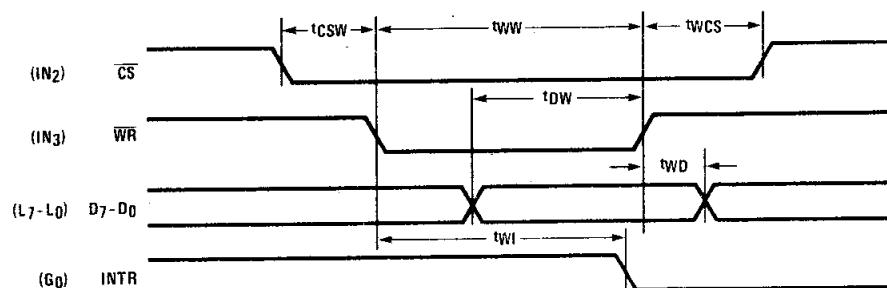 tCSW tWW tWCS
(IN2) CS
tDW
(IN3) WR
tWD
(L7-L0) D7-D0
tWI
(G0) INTR